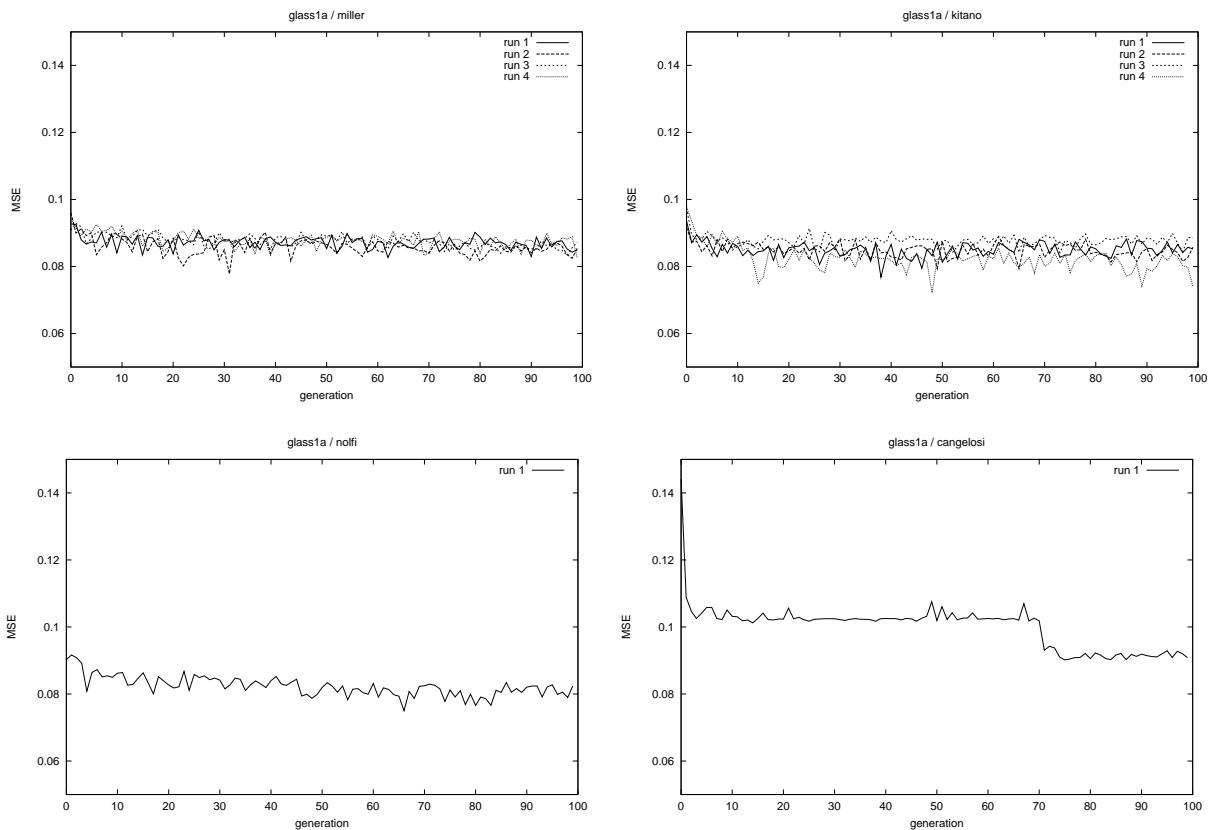 glass1a / miller
run 1
run 2
run 3
run 4
0.14
0.12
0.1
0.08
0.06
MSE
0 10 20 30 40 50 60 70 80 90 100
generation
glass1a / kitano
run 1
run 2
run 3
run 4
0.14
0.12
0.1
0.08
0.06
MSE
0 10 20 30 40 50 60 70 80 90 100
generation
glass1a / nolfi
run 1
0.14
0.12
0.1
0.08
0.06
MSE
0 10 20 30 40 50 60 70 80 90 100
generation
glass1a / cangelosi
run 1
0.14
0.12
0.1
0.08
0.06
MSE
0 10 20 30 40 50 60 70 80 90 100
generation